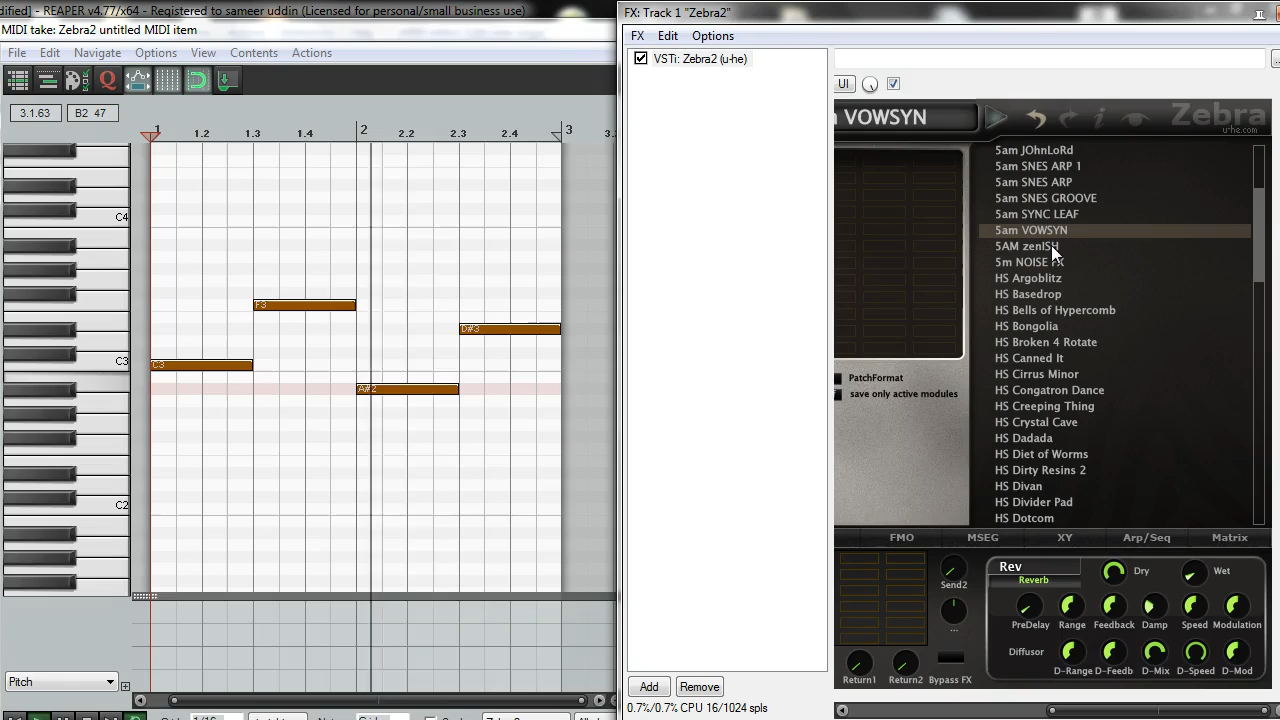 dified] - REAPER v4.77/x64 - Registered to sameer uddin (Licensed for personal/small business use)
MIDI take: Zebra2 untitled MIDI item
File Edit Navigate Options View Contents Actions
3.1.63 B2 47
1 1.2 1.3 1.4 2 2.2 2.3 2.4 3
C4
C3
C2
F3
D#3
C3
A#2
Pitch
FX: Track 1 "Zebra2"
FX Edit Options
VSTi: Zebra2 (u-he)
UI
VOWSYN
Zebra
u-he.com
5am JOhnLoRd
5am SNES ARP 1
5am SNES ARP
5am SNES GROOVE
5am SYNC LEAF
5am VOWSYN
5AM zenISH
5m NOISE FX
HS Argoblitz
HS Basedrop
HS Bells of Hypercomb
HS Bongolia
HS Broken 4 Rotate
HS Canned It
HS Cirrus Minor
HS Congatron Dance
HS Creeping Thing
HS Crystal Cave
HS Dadada
HS Diet of Worms
HS Dirty Resins 2
HS Divan
HS Divider Pad
HS Dotcom
PatchFormat
save only active modules
FMO MSEG XY Arp/Seq Matrix
Send2
...
Return1 Return2 Bypass FX
Rev
Reverb
Dry Wet
PreDelay Range Feedback Damp Speed Modulation
Diffusor
D-Range D-Feedb D-Mix D-Speed D-Mod
Add Remove
0.7%/0.7% CPU 16/1024 spls